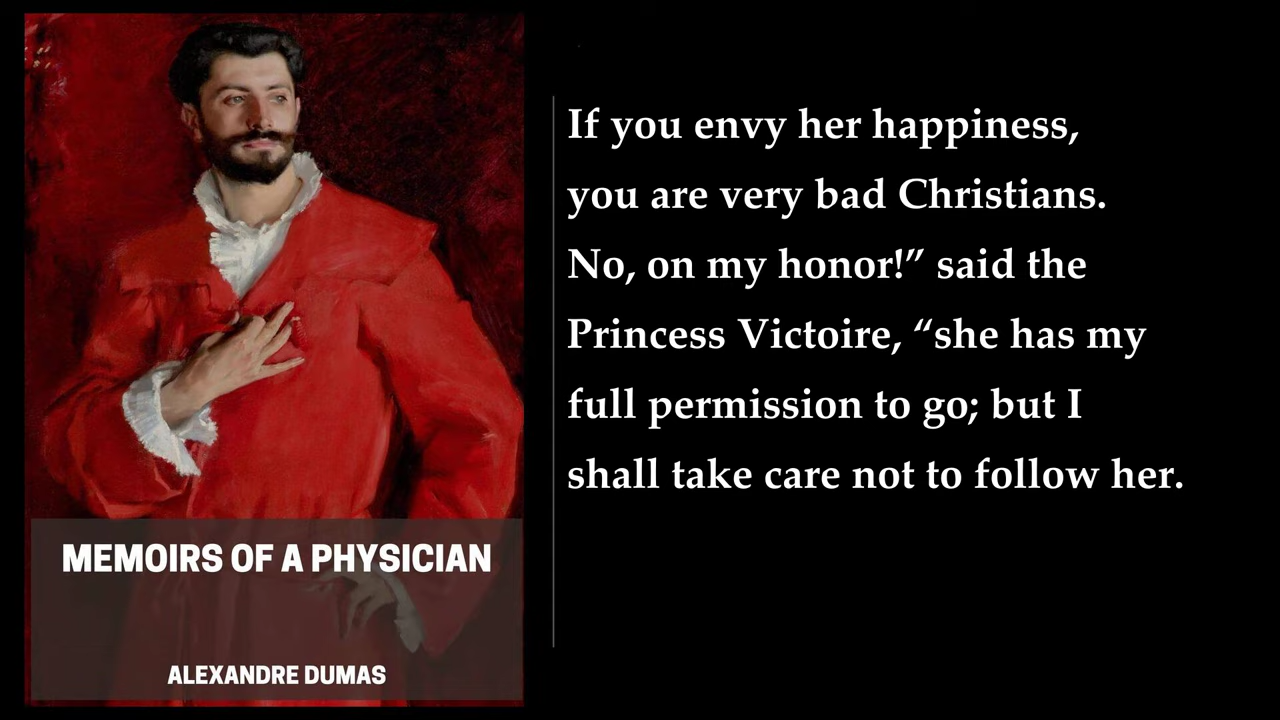 MEMOIRS OF A PHYSICIAN
ALEXANDRE DUMAS
If you envy her happiness,
you are very bad Christians.
No, on my honor!” said the
Princess Victoire, “she has my
full permission to go; but I
shall take care not to follow her.